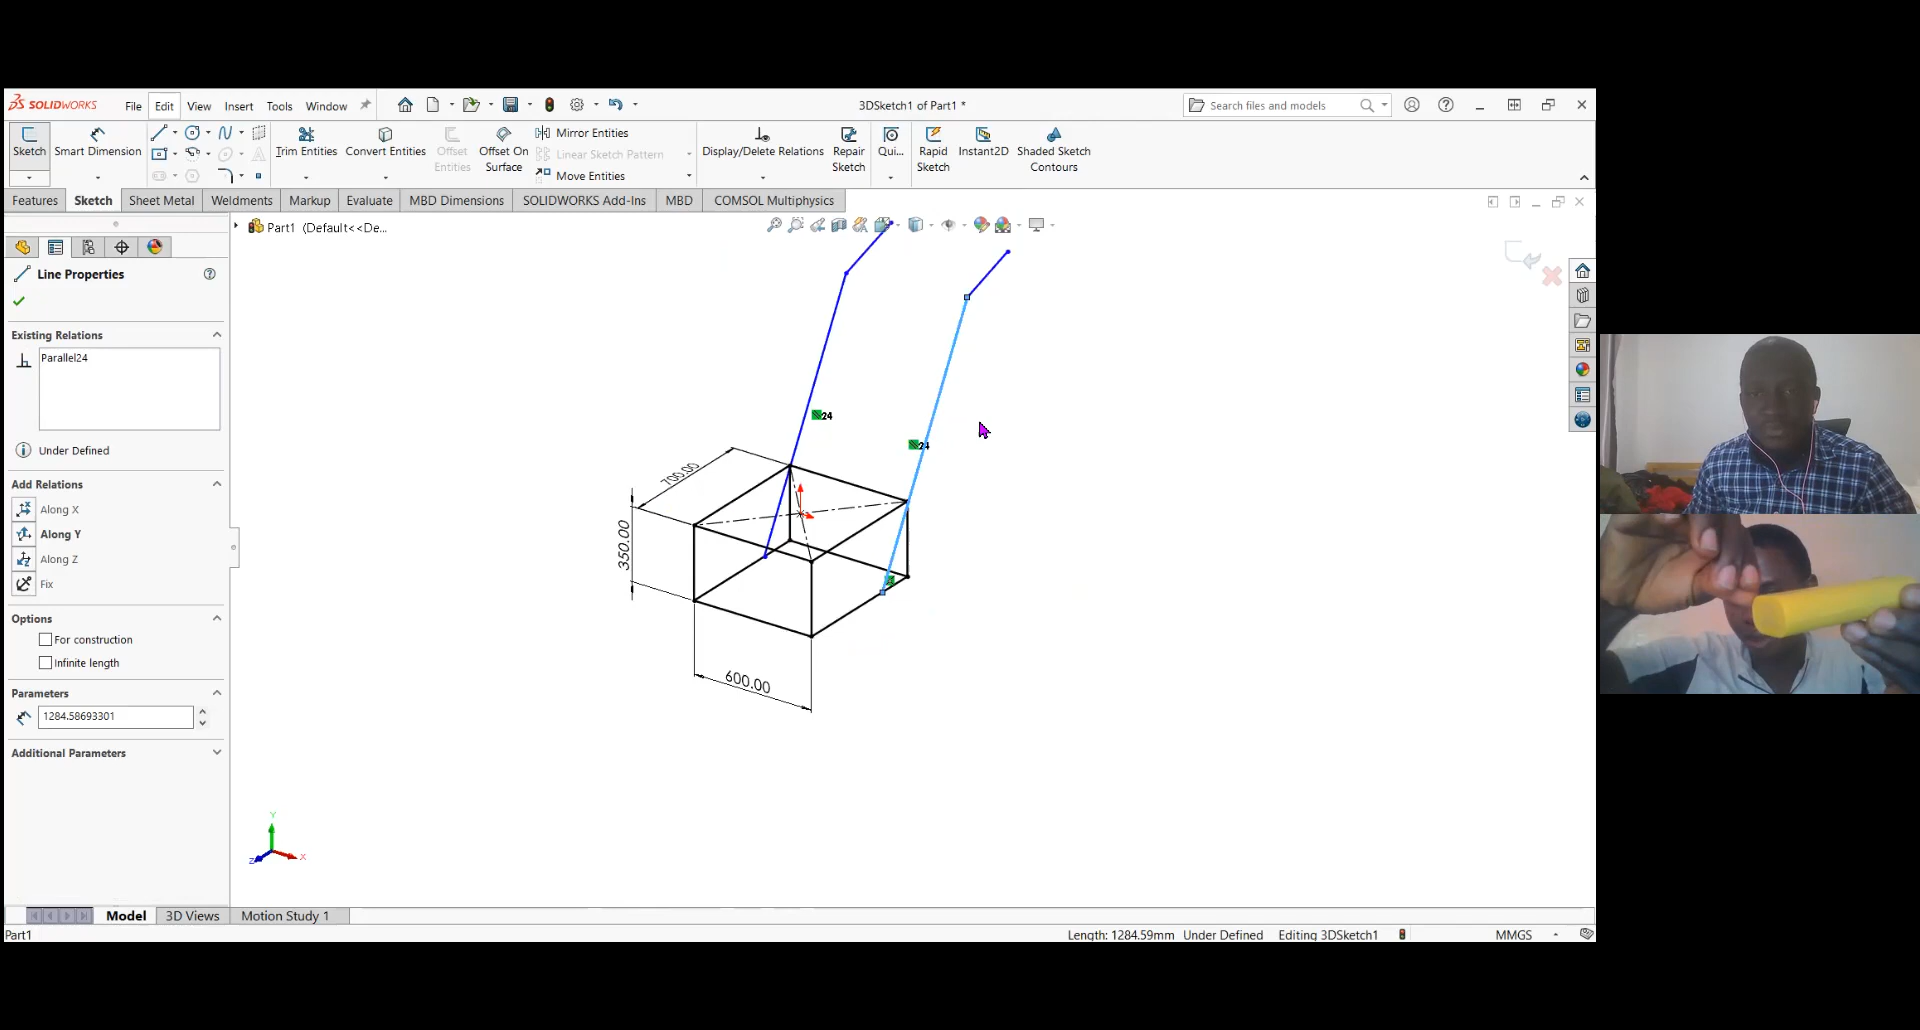 SOLIDWORKS
File Edit View Insert Tools Window
3DSketch1 of Part1 *
Search files and models
Sketch
Smart Dimension
Trim Entities
Convert Entities
Offset
Entities
Offset On
Surface
Mirror Entities
Linear Sketch Pattern
Move Entities
Display/Delete Relations
Repair
Sketch
Qui...
Rapid
Sketch
Instant2D
Shaded Sketch
Contours
Features Sketch Sheet Metal Weldments Markup Evaluate MBD Dimensions SOLIDWORKS Add-Ins MBD COMSOL Multiphysics
Part1 (Default<<De...
Line Properties
Existing Relations
Parallel24
Under Defined
Add Relations
Along X
Along Y
Along Z
Fix
Options
For construction
Infinite length
Parameters
1284.58693301
Additional Parameters
24
24
700.00
350.00
600.00
Y
Z
X
Model 3D Views Motion Study 1
Part1
Length: 1284.59mm Under Defined Editing 3DSketch1 MMGS